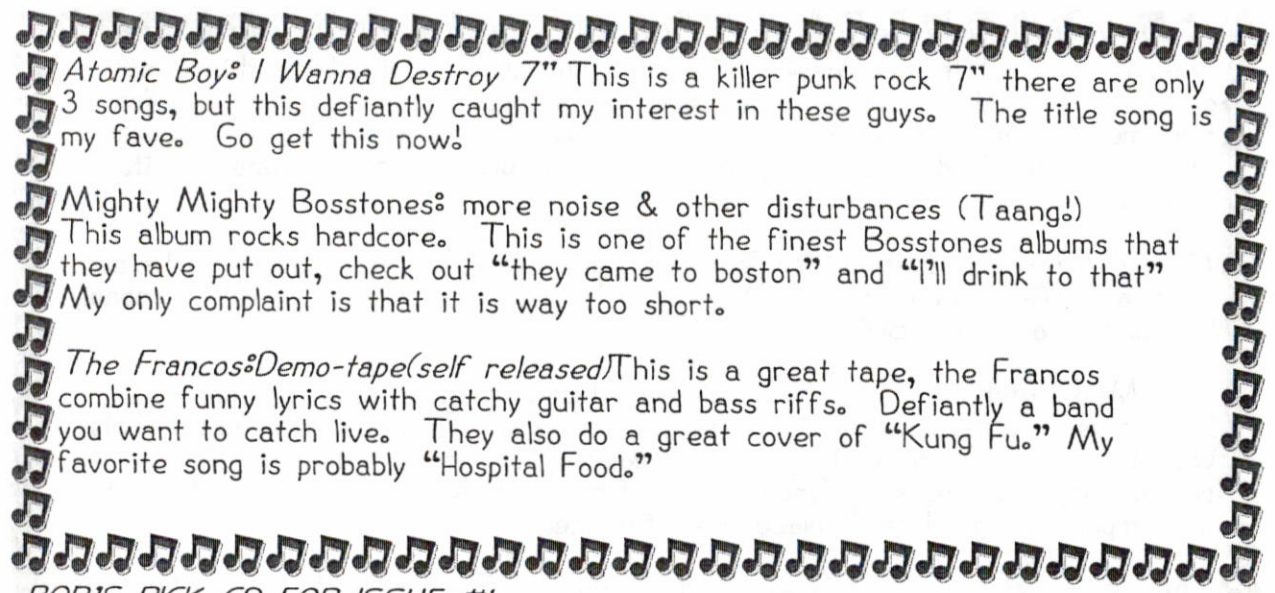 Atomic Boy: I Wanna Destroy 7" This is a killer punk rock 7" there are only
3 songs, but this defiantly caught my interest in these guys. The title song is
my fave. Go get this now!
Mighty Mighty Bosstones: more noise & other disturbances (Taang!)
This album rocks hardcore. This is one of the finest Bosstones albums that
they have put out, check out “they came to boston” and “I'll drink to that”
My only complaint is that it is way too short.
The Francos:Demo-tape(self released)This is a great tape, the Francos
combine funny lyrics with catchy guitar and bass riffs. Defiantly a band
you want to catch live. They also do a great cover of “Kung Fu.” My
favorite song is probably “Hospital Food.”
PICK CD FOR ISSUE